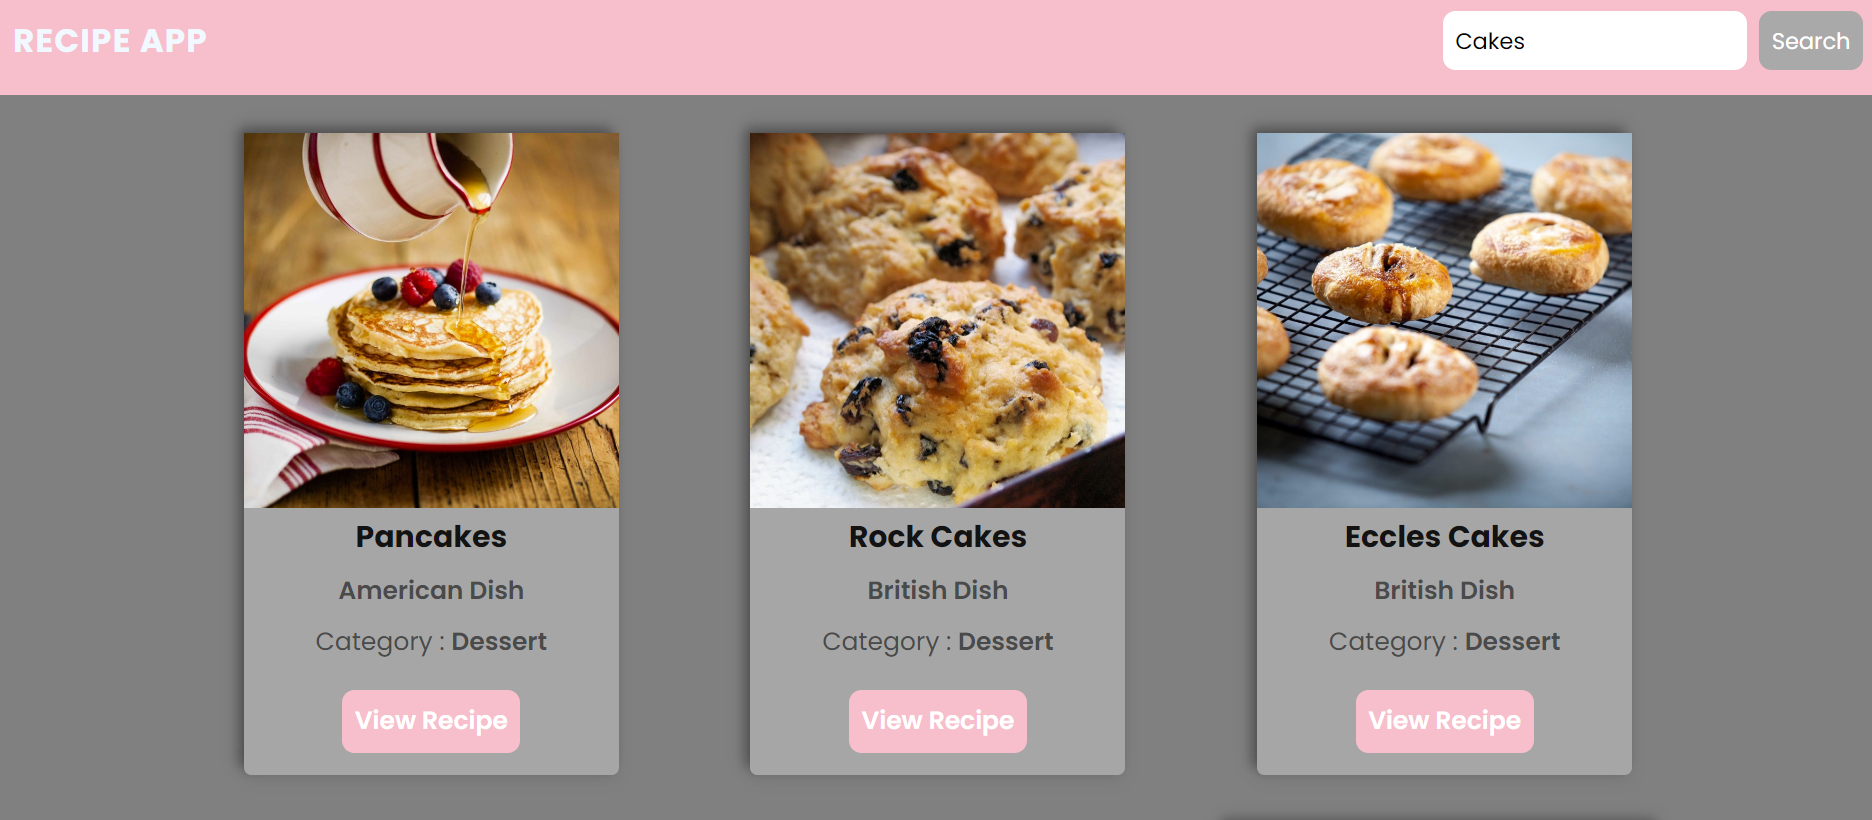 RECIPE APP
Cakes
Search
Pancakes
American Dish
Category : Dessert
View Recipe
Rock Cakes
British Dish
Category : Dessert
View Recipe
Eccles Cakes
British Dish
Category : Dessert
View Recipe